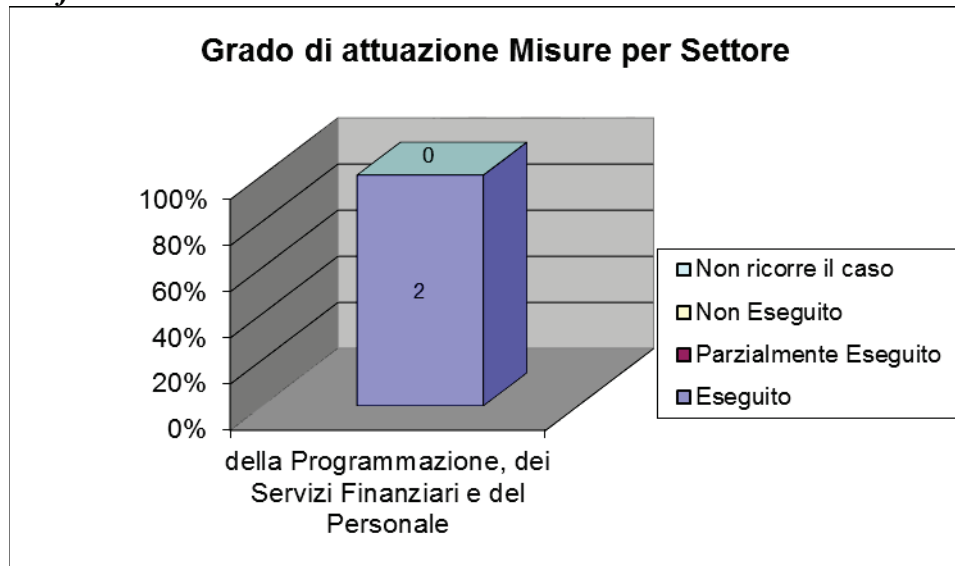 Grado di attuazione Misure per Settore
0
100%
80%
60%
2
40%
20%
0%
Non ricorre il caso
Non Eseguito
Parzialmente Eseguito
Eseguito
della Programmazione, dei
Servizi Finanziari e del
Personale